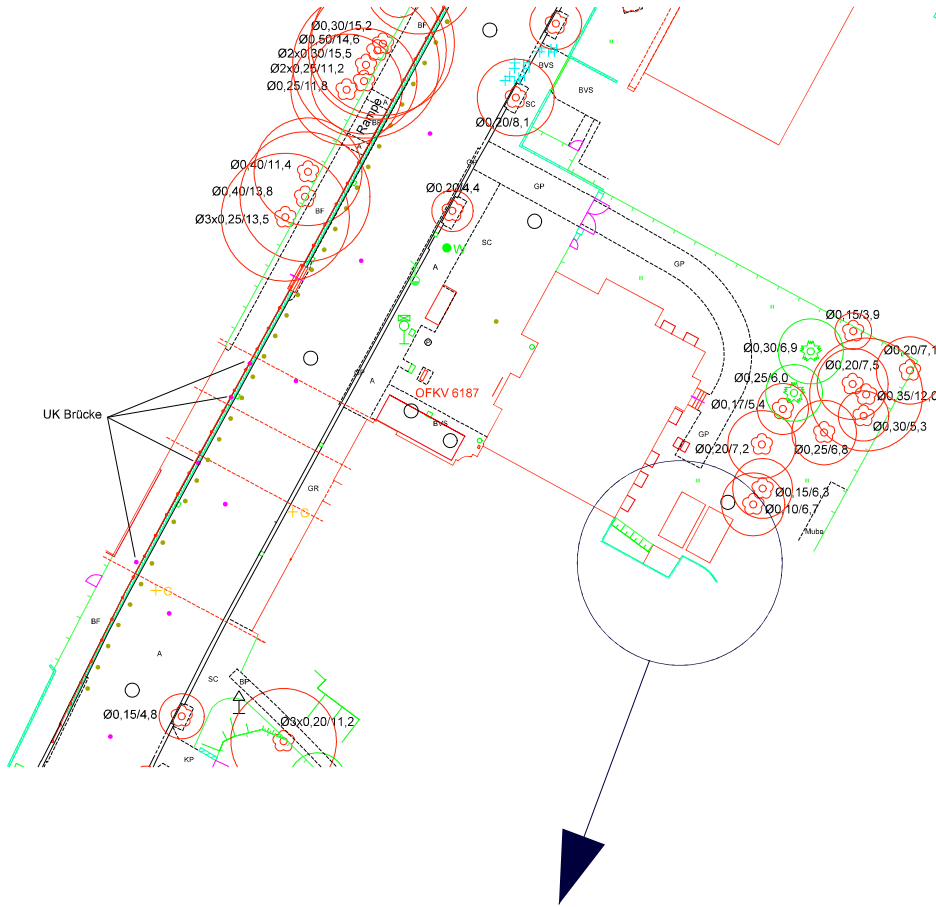 Ø0,30/15,2
BF
Ø0,50/14,6
Ø2x0,30/15,5
Ø2x0,25/11,2
Ø0,25/11,8
BVS
BVS
A
SC
Rampe
Ø0,20/8,1
Ø0,40/11,4
Ø0,40/13,8
Ø0,20/4,4
GP
Ø3x0,25/13,5
BF
SC
W
A
GP
Ø0,15/3,9
Ø0,30/6,9
Ø0,20/7,1
Ø0,20/7,5
Ø0,25/6,0
A
OFKV 6187
Ø0,35/12,0
Ø0,17/5,4
UK Brücke
BVS
Ø0,30/5,3
GP
Ø0,20/7,2
Ø0,25/6,8
GR
Ø0,15/6,3
Ø0,10/6,7
G
Mube
G
BF
A
SC
BP
Ø0,15/4,8
Ø3x0,20/11,2
KP